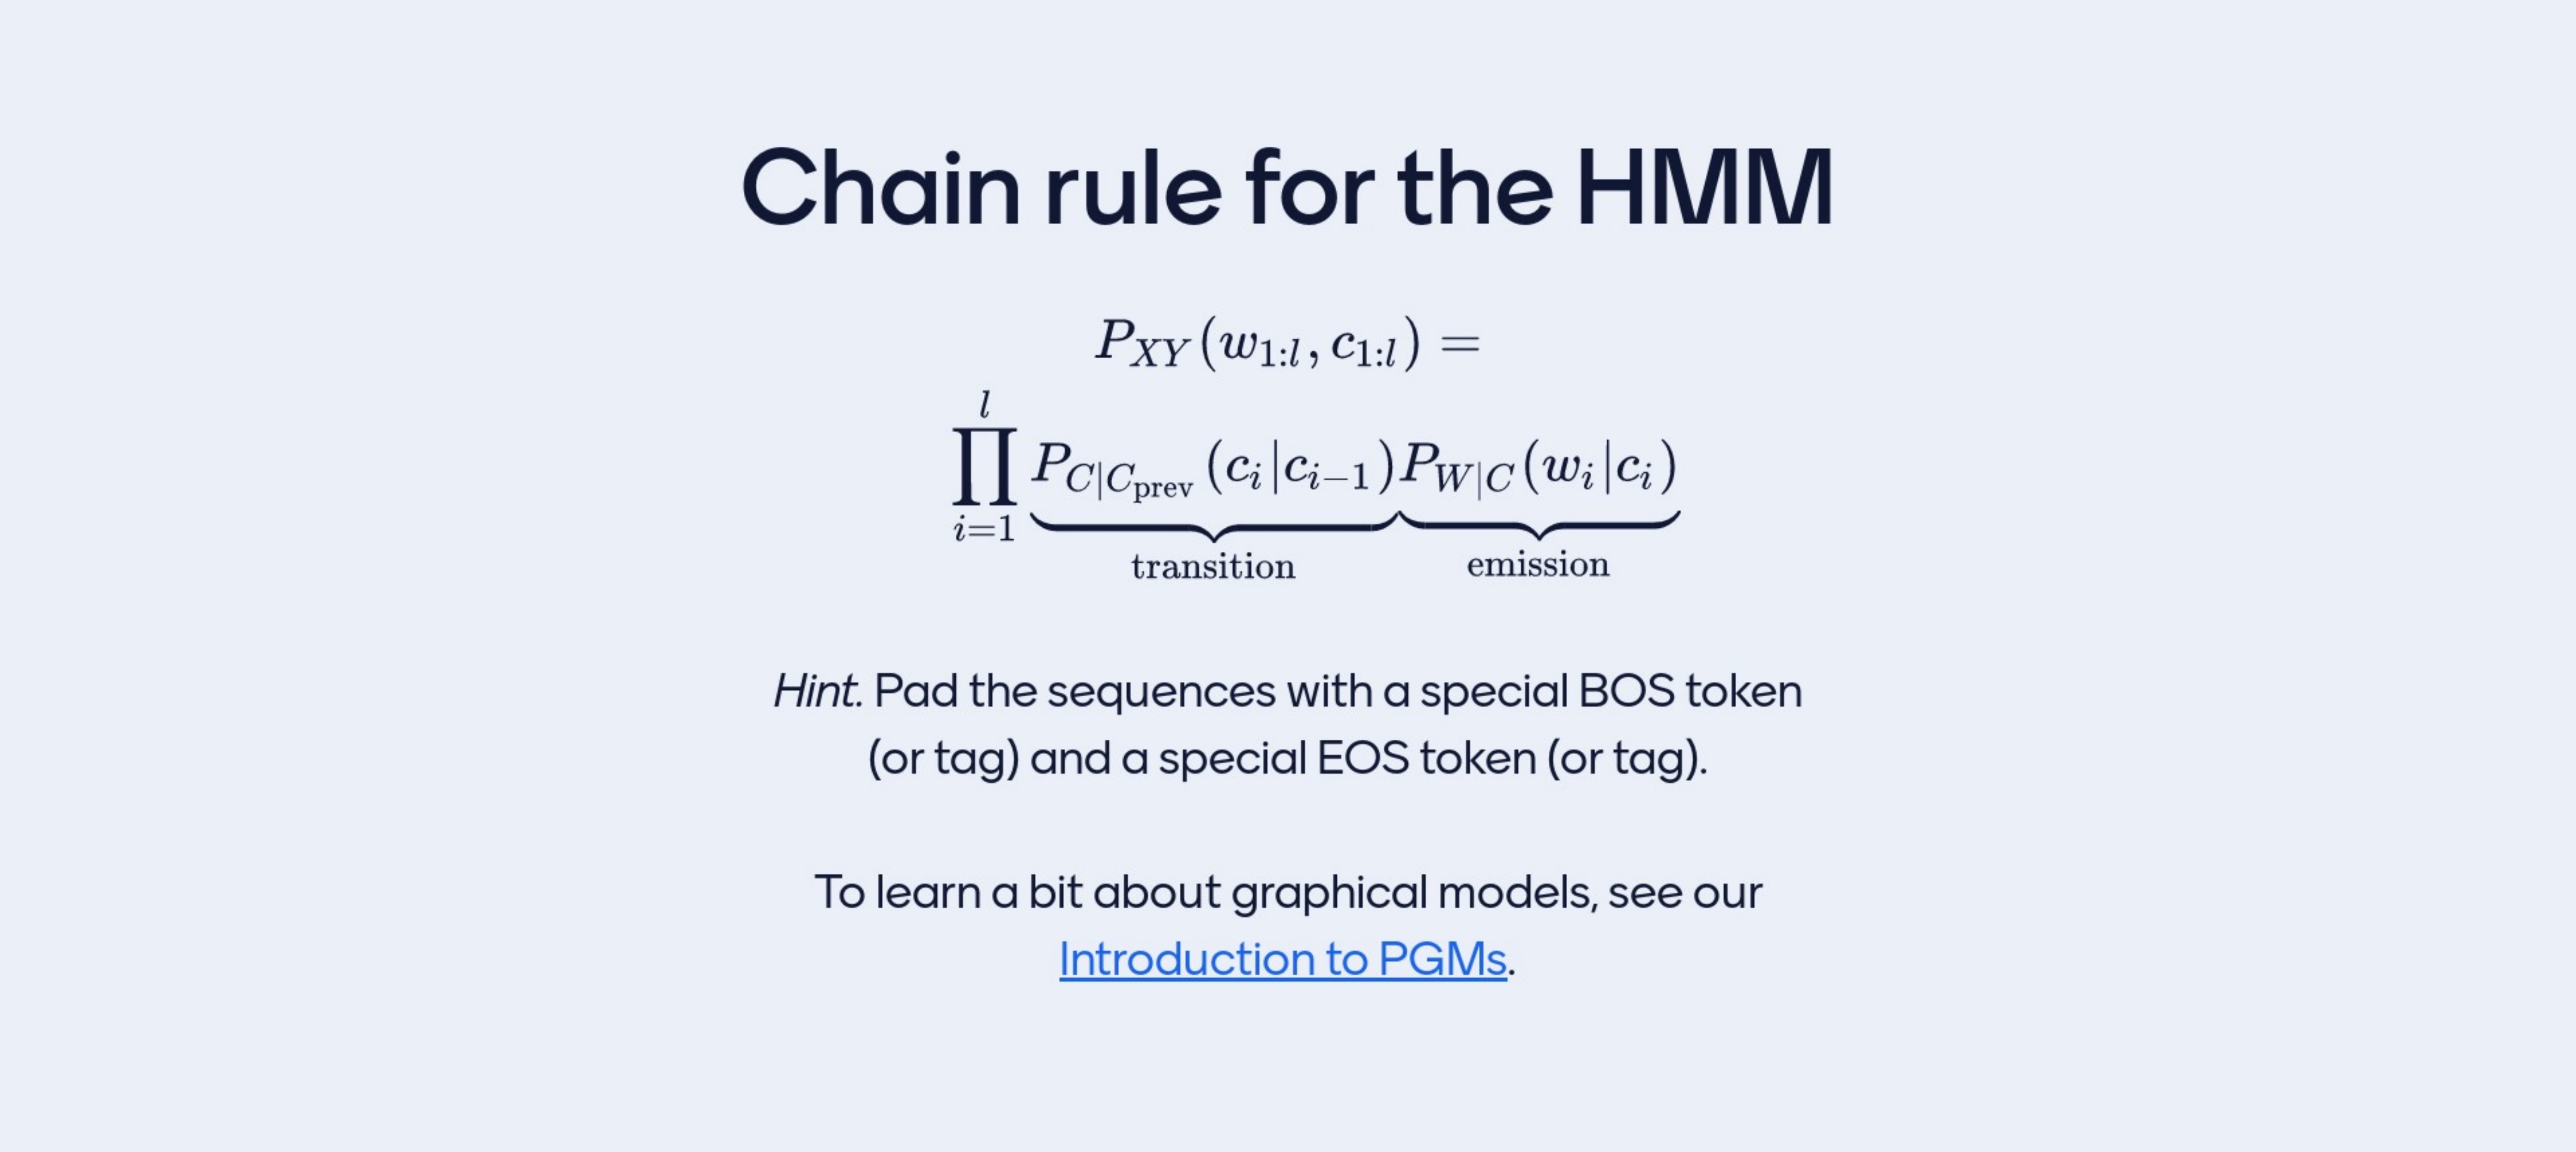 Chain rule for the HMM
P_{XY}(w_{1:l}, c_{1:l}) =
\prod_{i=1}^{l} \underbrace{P_{C|C_{\text{prev}}}(c_i|c_{i-1})}_{\text{transition}} \underbrace{P_{W|C}(w_i|c_i)}_{\text{emission}}
Hint. Pad the sequences with a special BOS token
(or tag) and a special EOS token (or tag).
To learn a bit about graphical models, see our
Introduction to PGMs.